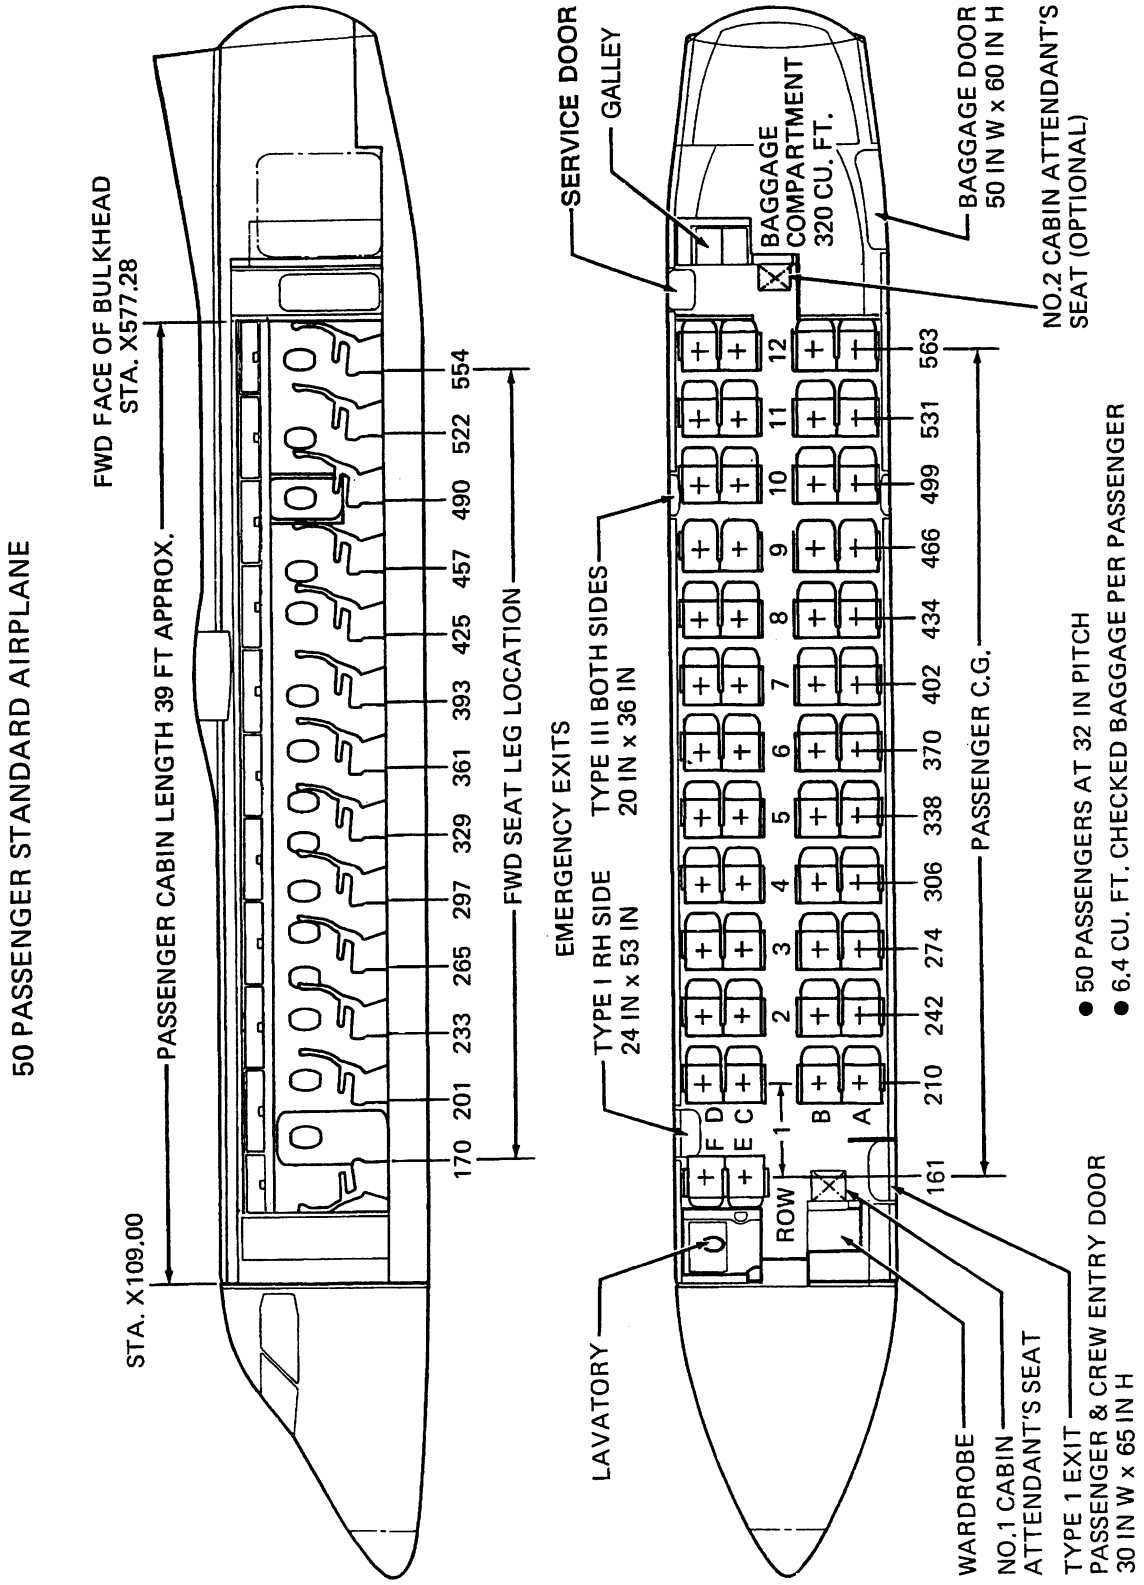 50 PASSENGER STANDARD AIRPLANE
FWD FACE OF BULKHEAD
STA. X577.28
STA. X109.00
PASSENGER CABIN LENGTH 39 FT APPROX.
170 201 233 265 297 329 361 393 425 457 490 522 554
FWD SEAT LEG LOCATION
EMERGENCY EXITS
TYPE I RH SIDE
24 IN x 53 IN
TYPE III BOTH SIDES
20 IN x 36 IN
SERVICE DOOR
GALLEY
LAVATORY
BAGGAGE
COMPARTMENT
320 CU. FT.
F D
E C
ROW 1 2 3 4 5 6 7 8 9 10 11 12
B
A
161 210 242 274 306 338 370 402 434 466 499 531 563
PASSENGER C.G.
WARDROBE
NO.1 CABIN
ATTENDANT'S SEAT
TYPE 1 EXIT
PASSENGER & CREW ENTRY DOOR
30 IN W x 65 IN H
BAGGAGE DOOR
50 IN W x 60 IN H
NO.2 CABIN ATTENDANT'S
SEAT (OPTIONAL)
● 50 PASSENGERS AT 32 IN PITCH
● 6.4 CU. FT. CHECKED BAGGAGE PER PASSENGER